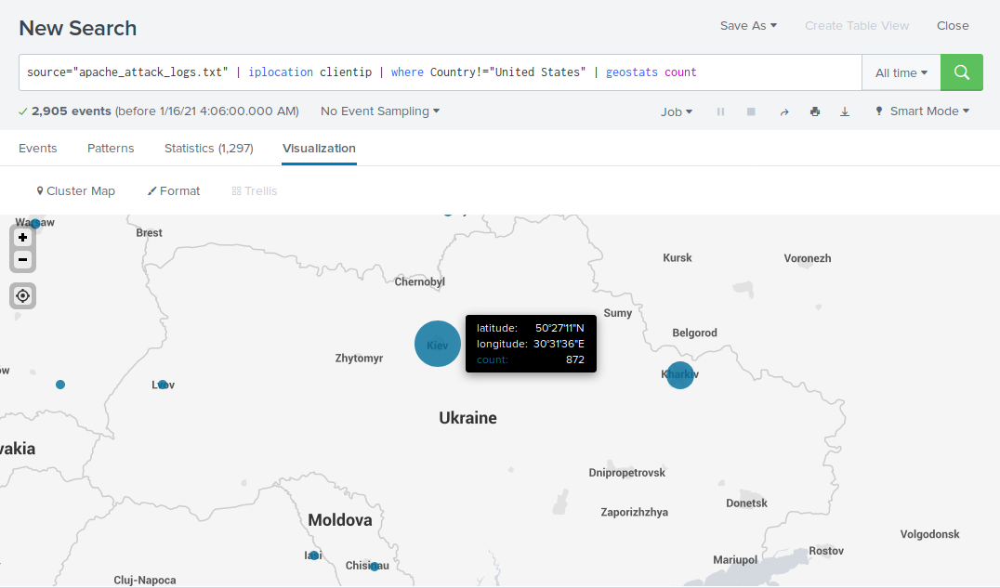 New Search
Save As
Create Table View
Close
source="apache_attack_logs.txt" | iplocation clientip | where Country!="United States" | geostats count
All time
2,905 events (before 1/16/21 4:06:00.000 AM)
No Event Sampling
Job
Smart Mode
Events
Patterns
Statistics (1,297)
Visualization
Cluster Map
Format
Trellis
Warsaw
Brest
Kursk
Voronezh
Chernobyl
Sumy
latitude: 50°27'11"N
longitude: 30°31'36"E
count: 872
Belgorod
Kiev
Zhytomyr
ow
Lvov
Kharkiv
Ukraine
vakia
Dnipropetrovsk
Donetsk
Zaporizhzhya
Moldova
Volgodonsk
Iasi
Chisinau
Mariupol
Rostov
Cluj-Napoca